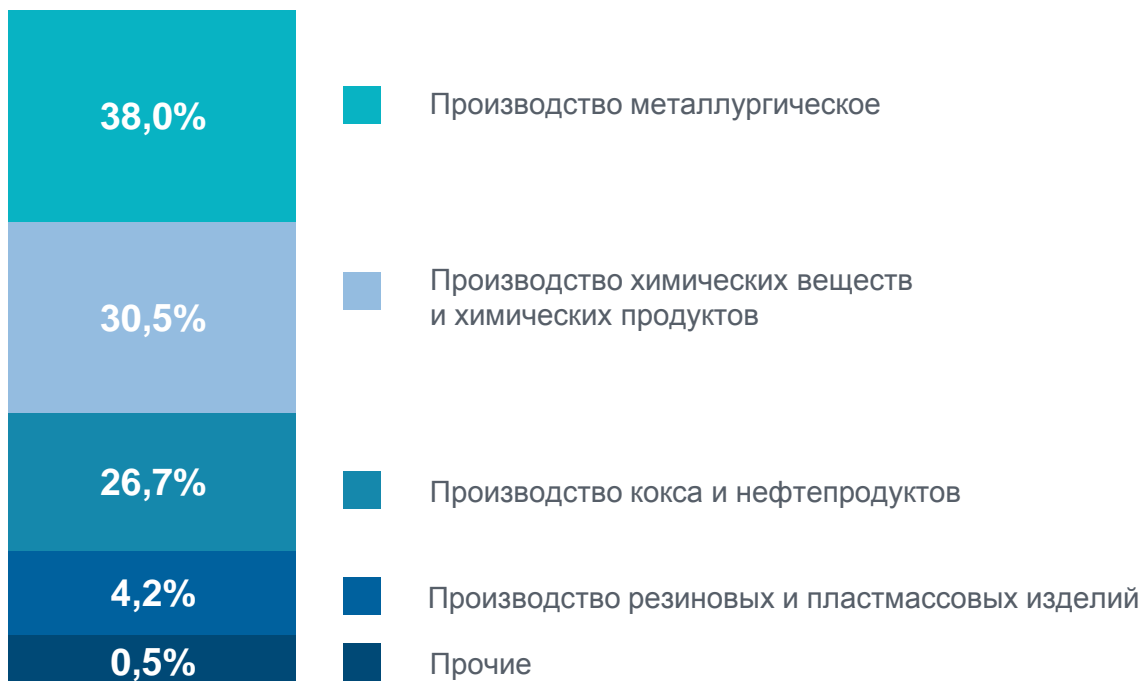 38,0%
Производство металлургическое
30,5%
Производство химических веществ
и химических продуктов
26,7%
Производство кокса и нефтепродуктов
4,2%
Производство резиновых и пластмассовых изделий
0,5%
Прочие